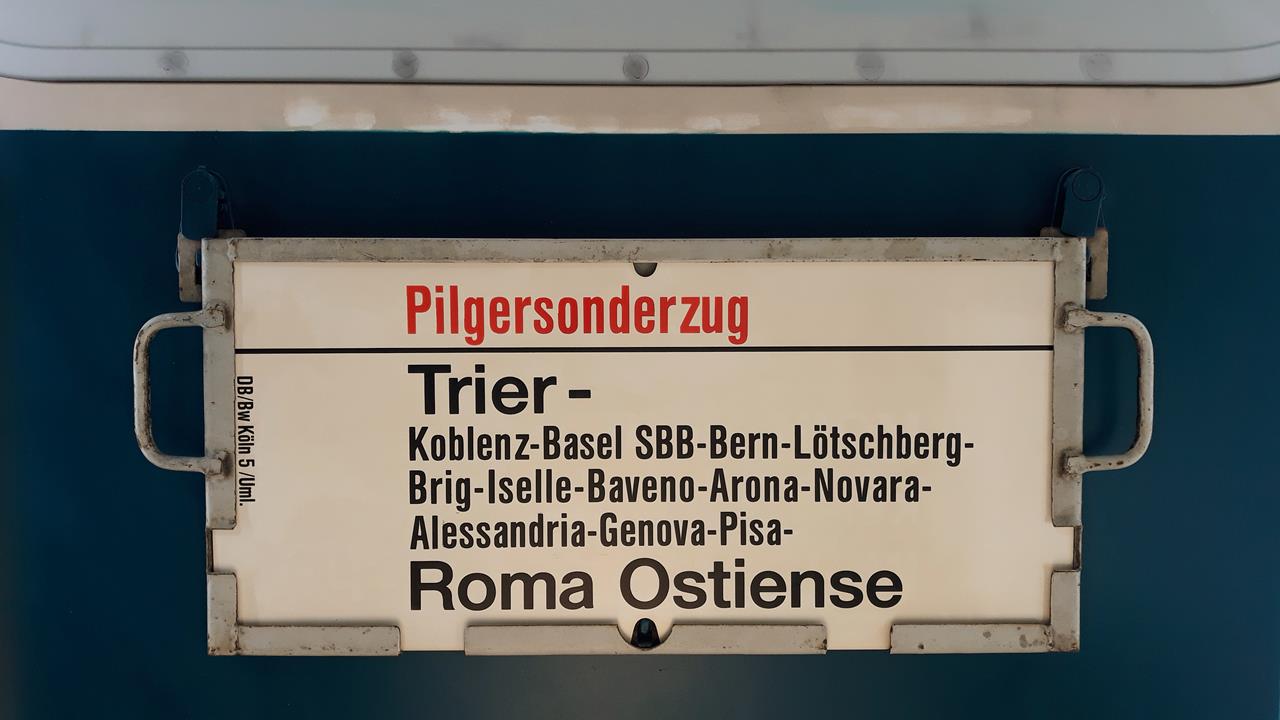 Pilgersonderzug
Trier -
Koblenz-Basel SBB-Bern-Lötschberg-
Brig-Iselle-Baveno-Arona-Novara-
Alessandria-Genova-Pisa-
Roma Ostiense
DB/Bw Köln 5 /Uml.